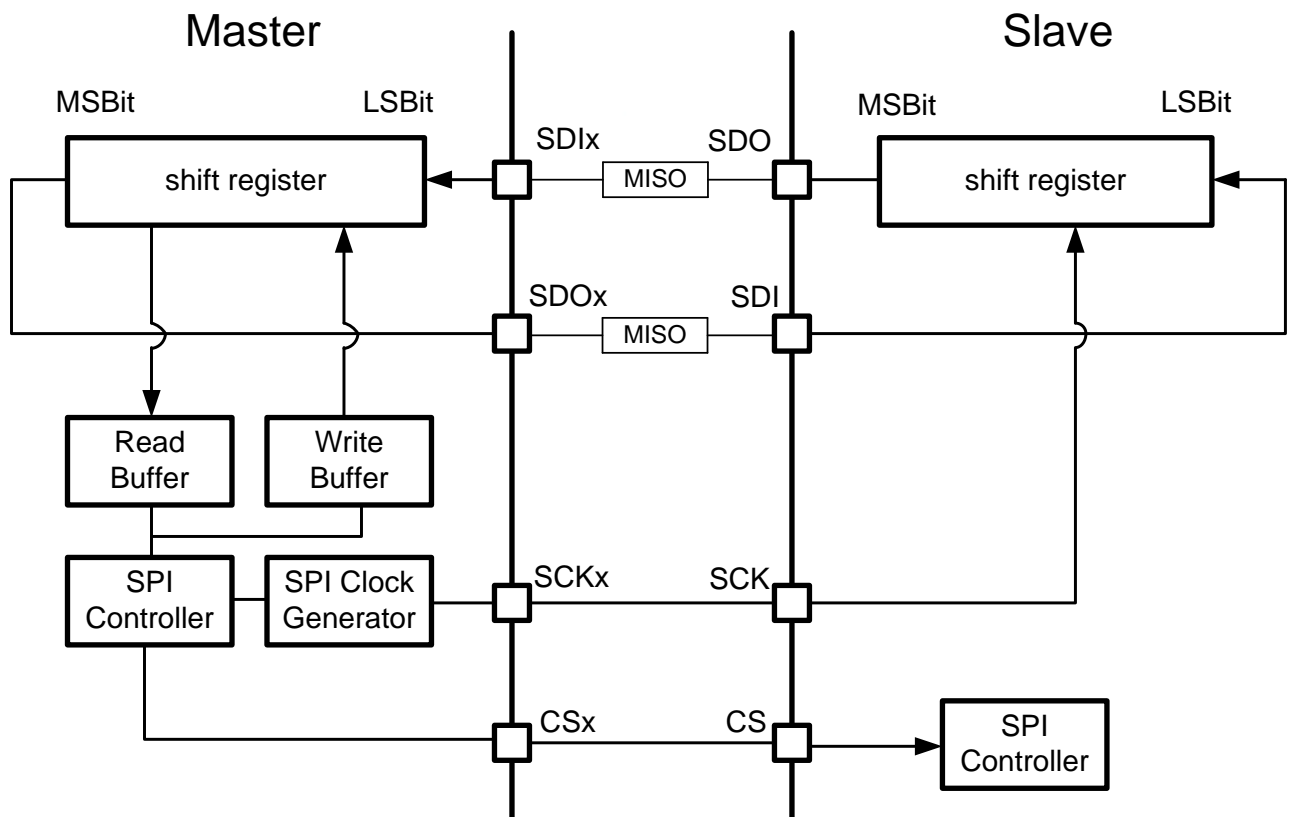 Master
Slave
MSBit
LSBit
MSBit
LSBit
SDIx
SDO
shift register
MISO
shift register
SDOx
SDI
MISO
Read
Buffer
Write
Buffer
SPI
Controller
SPI Clock
Generator
SCKx
SCK
CSx
CS
SPI
Controller